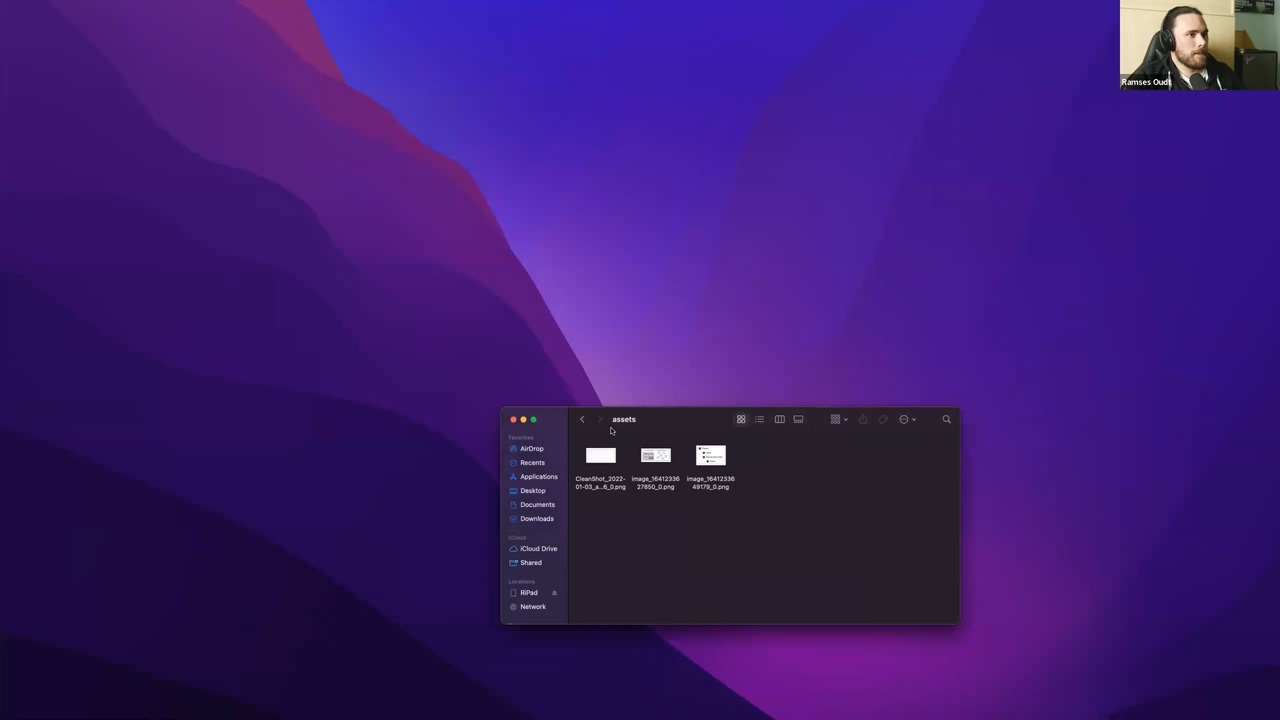 Ramses Oudt
assets
Favorites
AirDrop
Recents
Applications
Desktop
Documents
Downloads
iCloud
iCloud Drive
Shared
Locations
RiPad
Network
CleanShot_2022-
01-03_a...6_0.png
image_16412336
27850_0.png
image_16412336
49179_0.png